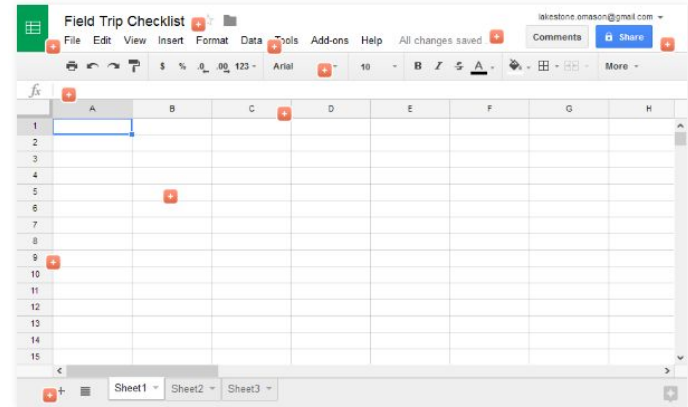 Field Trip Checklist
lakestone.omason@gmail.com
File Edit View Insert Format Data Tools Add-ons Help All changes saved
Comments Share
$ % .0 .00 123 Arial 10 B I S A More
fx
A B C D E F G H
1
2
3
4
5
6
7
8
9
10
11
12
13
14
15
Sheet1 Sheet2 Sheet3